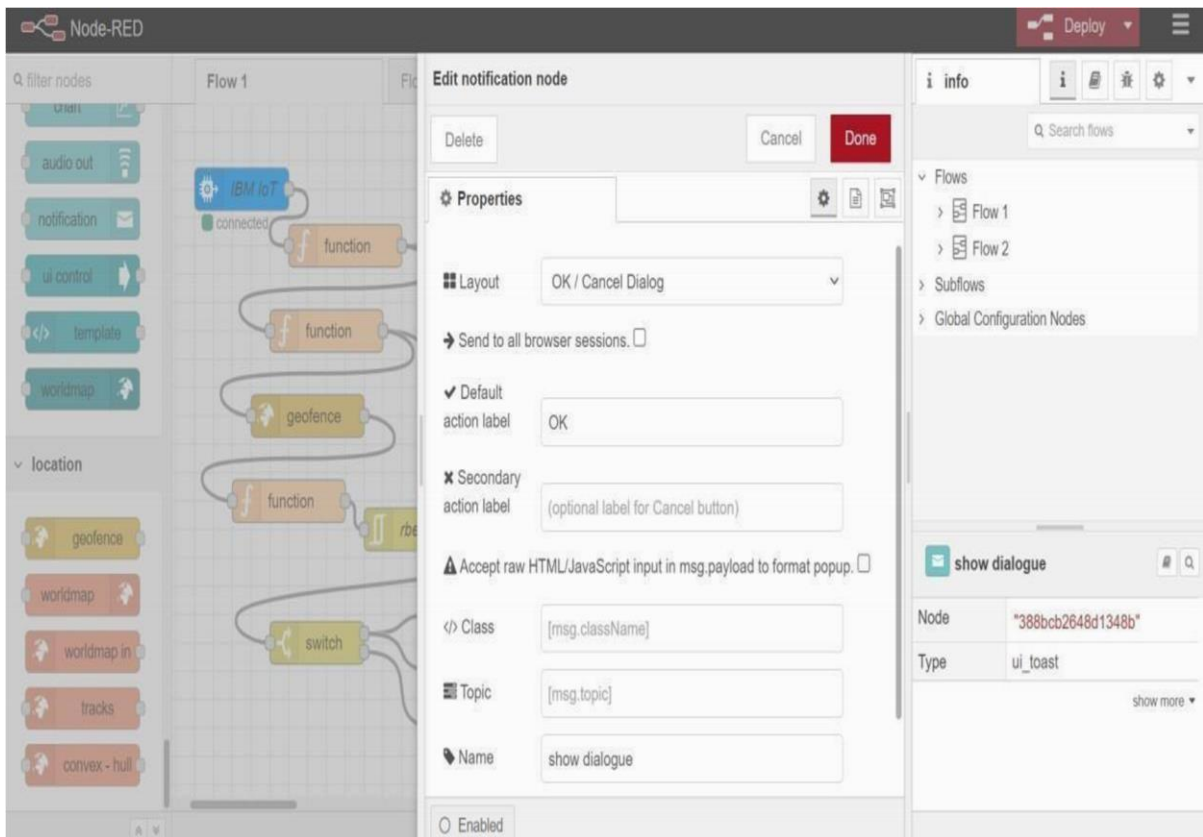 Node-RED
Deploy
filter nodes
Flow 1
chart
audio out
notification
ui control
template
worldmap
location
geofence
worldmap
worldmap in
tracks
convex - hull
IBM IoT
connected
function
function
geofence
function
rbe
switch
Edit notification node
Delete
Cancel
Done
Properties
Layout
OK / Cancel Dialog
Send to all browser sessions.
Default
action label
OK
Secondary
action label
(optional label for Cancel button)
Accept raw HTML/JavaScript input in msg.payload to format popup.
</> Class
[msg.className]
Topic
[msg.topic]
Name
show dialogue
Enabled
i info
i
Search flows
Flows
Flow 1
Flow 2
Subflows
Global Configuration Nodes
show dialogue
Node
"388bcb2648d1348b"
Type
ui_toast
show more